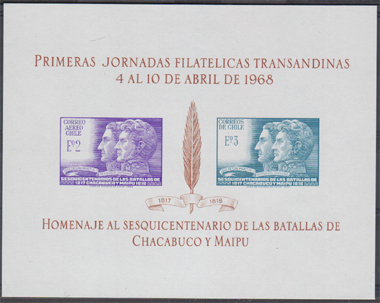 PRIMERAS JORNADAS FILATELICAS TRANSANDINAS
4 AL 10 DE ABRIL DE 1968
CORREO
AEREO
CHILE
Eº2
SESQUICENTENARIO DE LAS BATALLAS DE
1817 CHACABUCO Y MAIPU 1818
CORREOS
DE CHILE
Eº3
SESQUICENTENARIO DE LAS BATALLAS DE
1817 CHACABUCO Y MAIPU 1818
1817 1818
HOMENAJE AL SESQUICENTENARIO DE LAS BATALLAS DE
CHACABUCO Y MAIPU